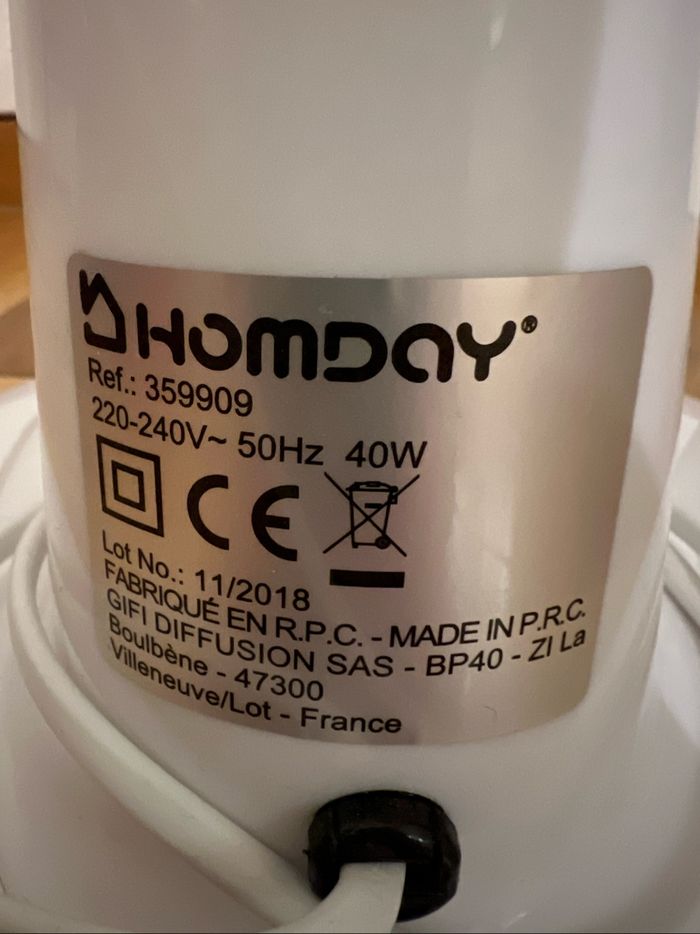 HOMDAY®
Ref.: 359909
220-240V~ 50Hz 40W
CE
Lot No.: 11/2018
FABRIQUÉ EN R.P.C. - MADE IN P.R.C.
GIFI DIFFUSION SAS - BP40 - ZI La
Boulbène - 47300
Villeneuve/Lot - France